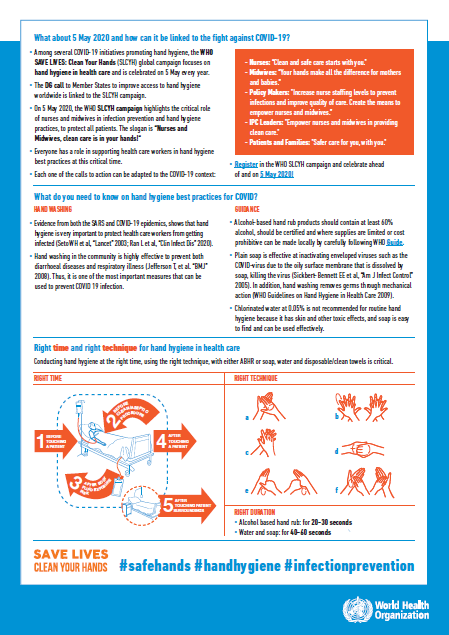 What about 5 May 2020 and how can it be linked to the fight against COVID-19?
• Among several COVID-19 initiatives promoting hand hygiene, the WHO
SAVE LIVES: Clean Your Hands (SLCYH) global campaign focuses on
hand hygiene in health care and is celebrated on 5 May every year.
• The DG call to Member States to improve access to hand hygiene
worldwide is linked to the SLCYH campaign.
• On 5 May 2020, the WHO SLCYH campaign highlights the critical role
of nurses and midwives in infection prevention and hand hygiene
practices, to protect all patients. The slogan is "Nurses and
Midwives, clean care is in your hands!"
• Everyone has a role in supporting health care workers in hand hygiene
best practices at this critical time.
• Each one of the calls to action can be adapted to the COVID-19 context:
– Nurses: "Clean and safe care starts with you."
– Midwives: "Your hands make all the difference for mothers
and babies."
– Policy Makers: "Increase nurse staffing levels to prevent
infections and improve quality of care. Create the means to
empower nurses and midwives."
– IPC Leaders: "Empower nurses and midwives in providing
clean care."
– Patients and Families: "Safer care for you, with you."
• Register in the WHO SLCYH campaign and celebrate ahead
of and on 5 May 2020!
What do you need to know on hand hygiene best practices for COVID?
HAND WASHING
• Evidence from both the SARS and COVID-19 epidemics, shows that hand
hygiene is very important to protect health care workers from getting
infected (Seto WH et al, "Lancet" 2003; Ran L et al, "Clin Infect Dis" 2020).
• Hand washing in the community is highly effective to prevent both
diarrhoeal diseases and respiratory illness (Jefferson T, et al. "BMJ"
2008). Thus, it is one of the most important measures that can be
used to prevent COVID 19 infection.
GUIDANCE
• Alcohol-based hand rub products should contain at least 60%
alcohol, should be certified and where supplies are limited or cost
prohibitive can be made locally by carefully following WHO Guide.
• Plain soap is effective at inactivating enveloped viruses such as the
COVID-virus due to the oily surface membrane that is dissolved by
soap, killing the virus (Sickbert-Bennett EE et al, "Am J Infect Control"
2005). In addition, hand washing removes germs through mechanical
action (WHO Guidelines on Hand Hygiene in Health Care 2009).
• Chlorinated water at 0.05% is not recommended for routine hand
hygiene because it has skin and other toxic effects, and soap is easy
to find and can be used effectively.
Right time and right technique for hand hygiene in health care
Conducting hand hygiene at the right time, using the right technique, with either ABHR or soap, water and disposable/clean towels is critical.
RIGHT TIME
1 BEFORE
TOUCHING
A PATIENT
2 BEFORE
PROCEDURE
3 AFTER
4 AFTER
TOUCHING
A PATIENT
5 AFTER
TOUCHING PATIENT
SURROUNDINGS
RIGHT TECHNIQUE
a
b
c
d
e
f
RIGHT DURATION
• Alcohol based hand rub: for 20–30 seconds
• Water and soap: for 40–60 seconds
SAVE LIVES
CLEAN YOUR HANDS
#safehands #handhygiene #infectionprevention
World Health
Organization